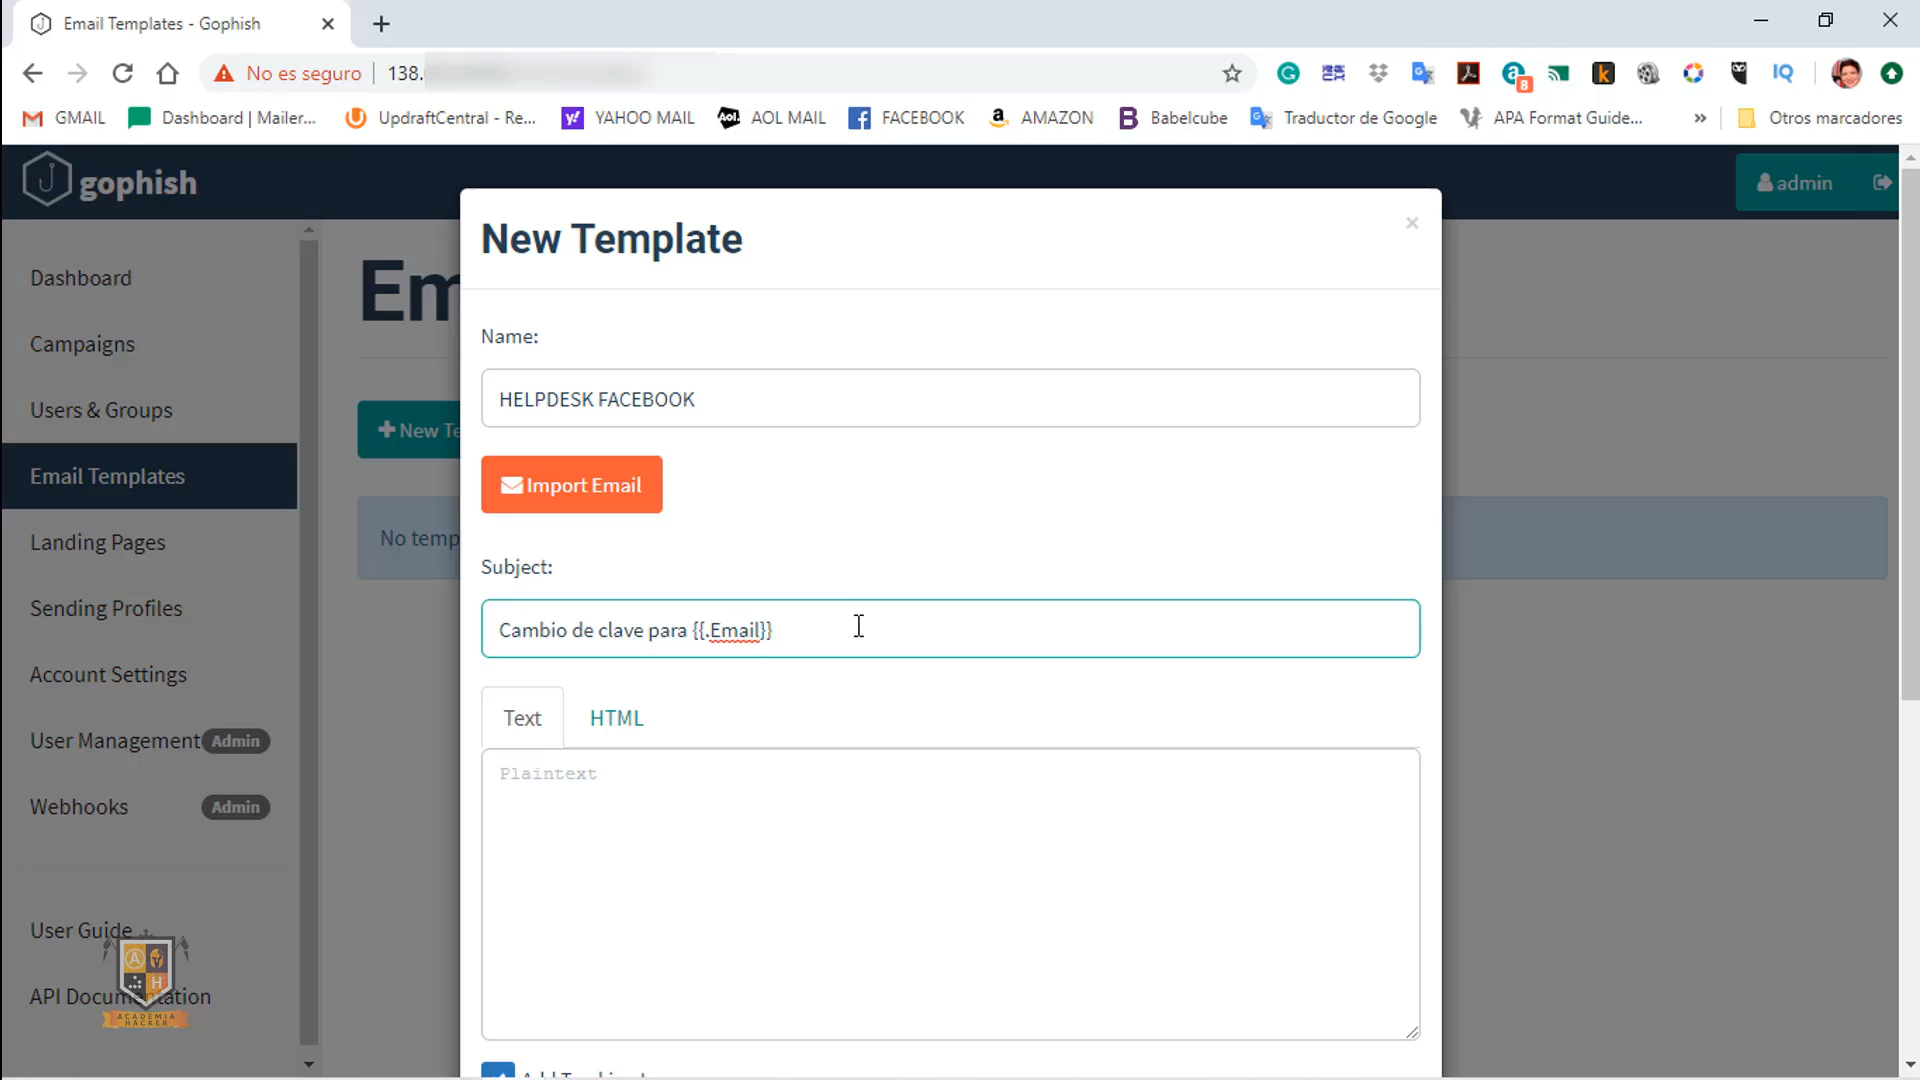 Email Templates - Gophish
No es seguro 138.
8
GMAIL Dashboard | Mailer... UpdraftCentral - Re... YAHOO MAIL AOL MAIL FACEBOOK AMAZON Babelcube Traductor de Google APA Format Guide... » Otros marcadores
gophish
admin
New Template
×
Dashboard
Em
Campaigns
Name:
HELPDESK FACEBOOK
Users & Groups
New Te
Email Templates
Import Email
No temp
Landing Pages
Subject:
Sending Profiles
Cambio de clave para {{.Email}}
Account Settings
Text HTML
User Management Admin
Plaintext
Webhooks Admin
User Guide
API Documentation
ACADEMIA
HACKER